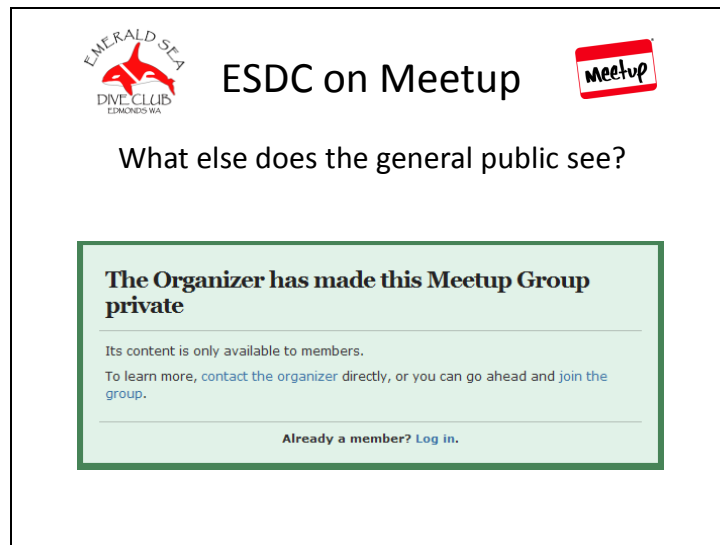 EMERALD SEA
DIVE CLUB
EDMONDS WA
ESDC on Meetup
Meetup
What else does the general public see?
The Organizer has made this Meetup Group
private
Its content is only available to members.
To learn more, contact the organizer directly, or you can go ahead and join the
group.
Already a member? Log in.